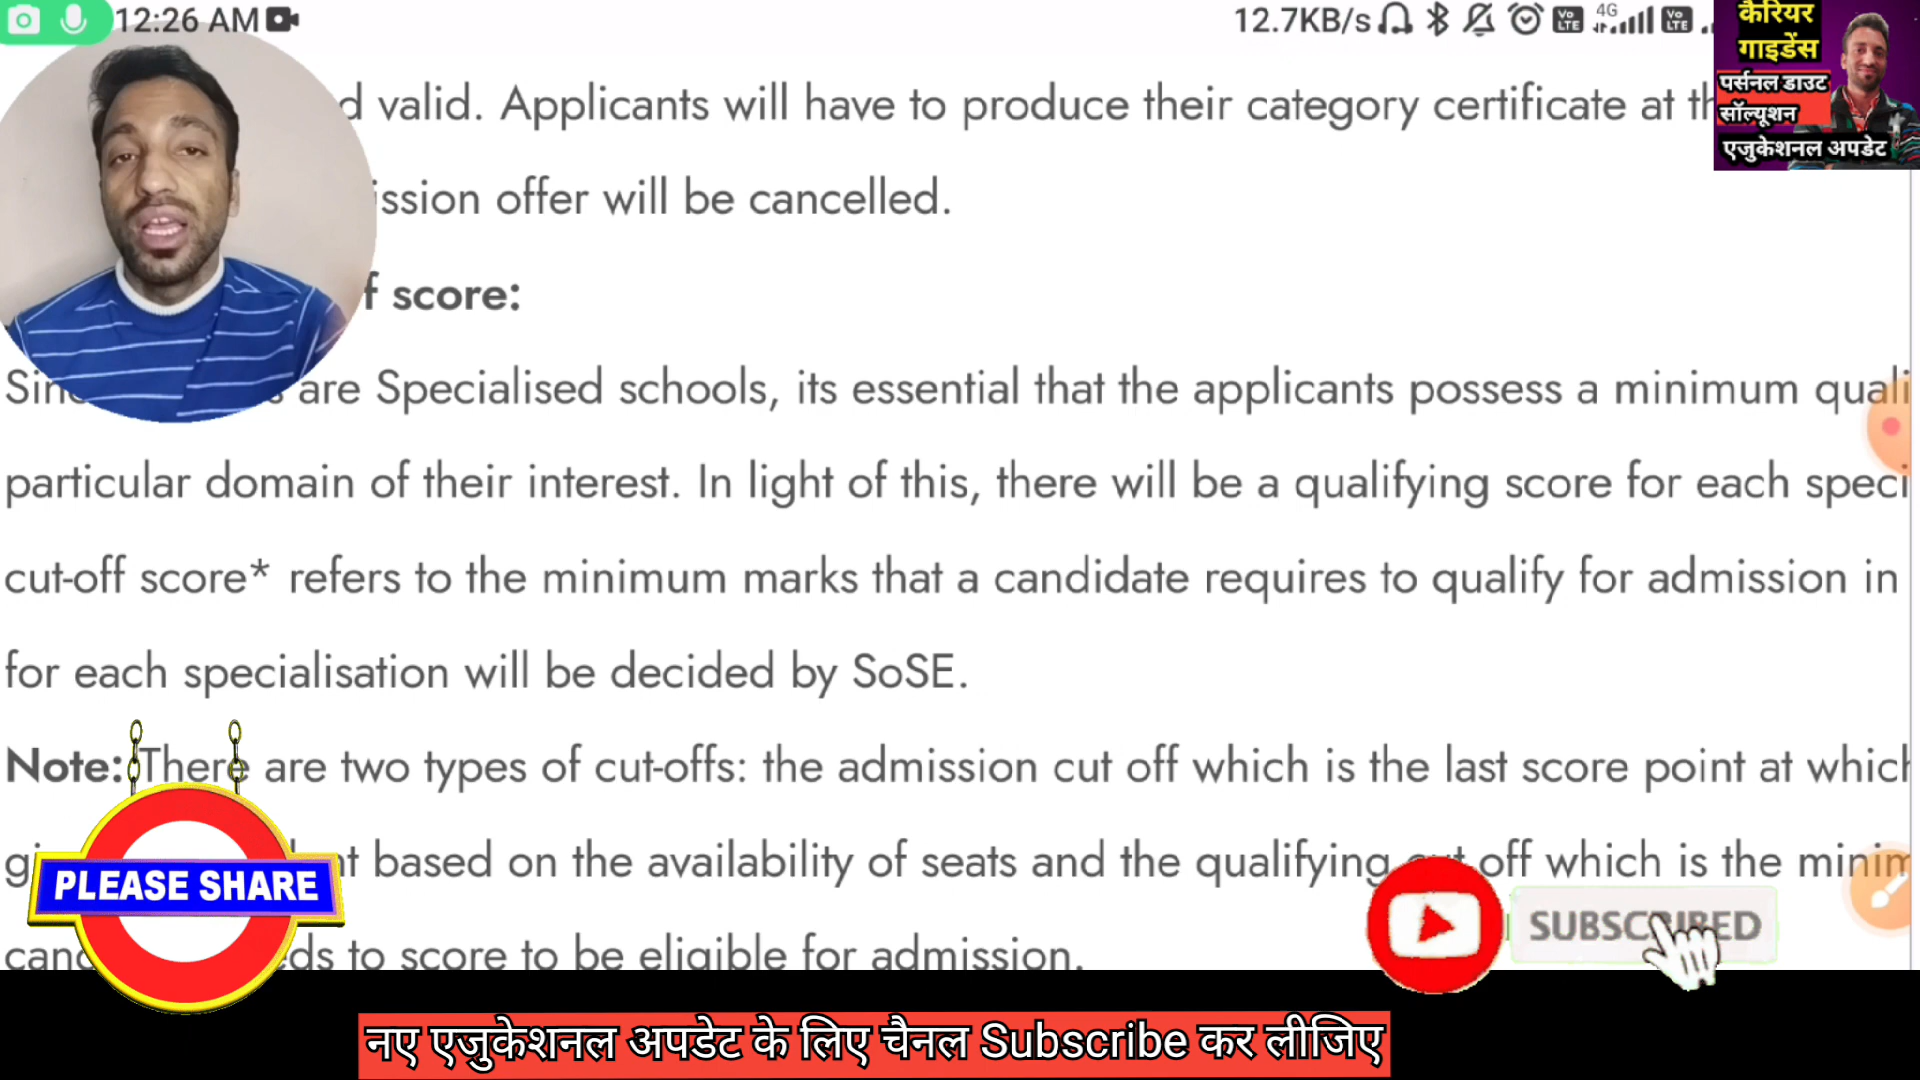 12:26 AM
12.7KB/s
4G
Vo LTE
Vo LTE
कैरियर
गाइडेंस
पर्सनल डाउट
सॉल्यूशन
एजुकेशनल अपडेट
d valid. Applicants will have to produce their category certificate at th
ission offer will be cancelled.
f score:
are Specialised schools, its essential that the applicants possess a minimum quali
particular domain of their interest. In light of this, there will be a qualifying score for each speci
cut-off score* refers to the minimum marks that a candidate requires to qualify for admission in
for each specialisation will be decided by SoSE.
Note: There are two types of cut-offs: the admission cut off which is the last score point at which
based on the availability of seats and the qualifying cut off which is the minim
to score to be eligible for admission.
PLEASE SHARE
SUBSCRIBED
नए एजुकेशनल अपडेट के लिए चैनल Subscribe कर लीजिए